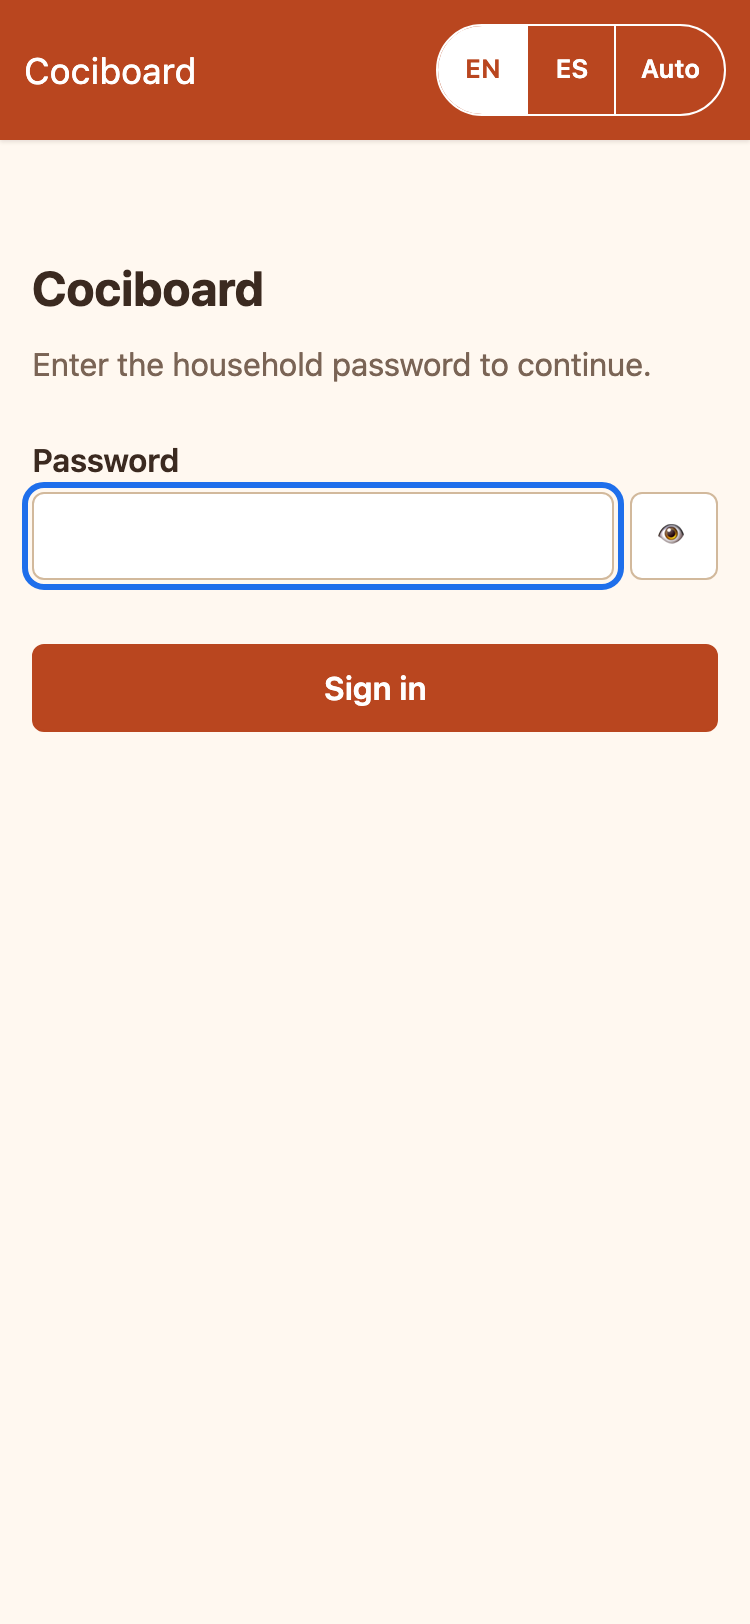 Cociboard
EN ES Auto
Cociboard
Enter the household password to continue.
Password
Sign in